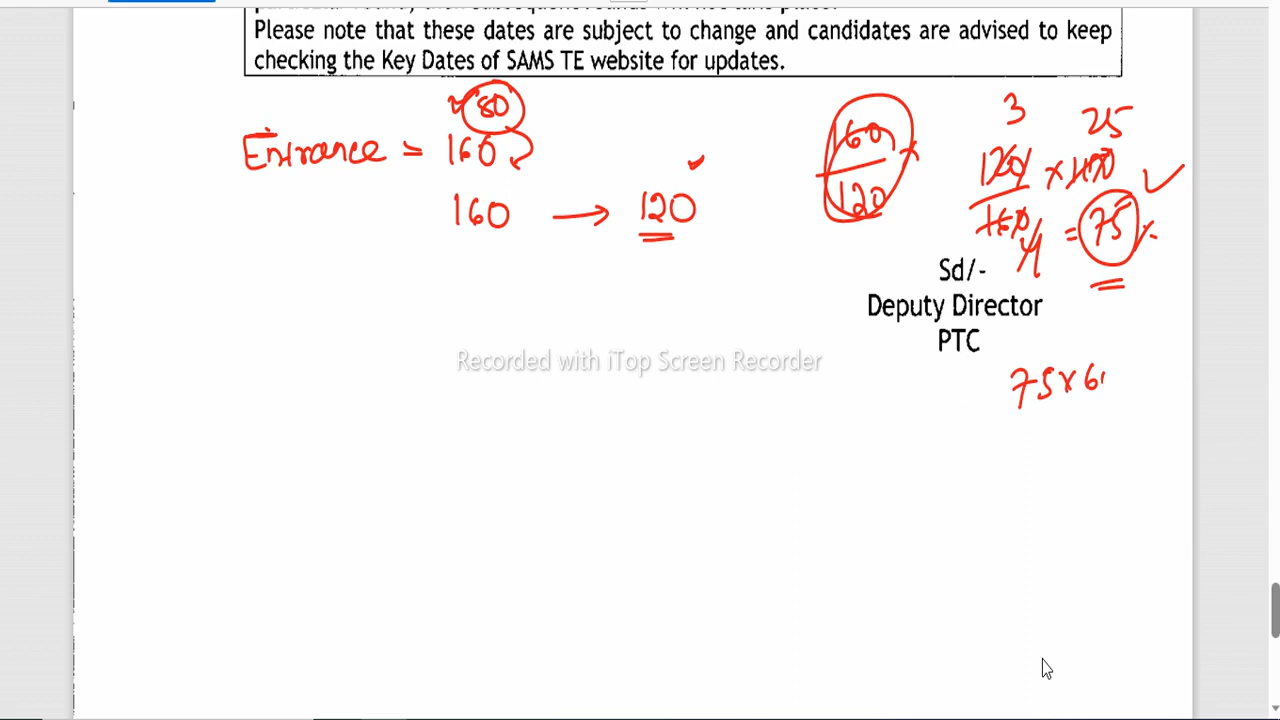 Please note that these dates are subject to change and candidates are advised to keep
checking the Key Dates of SAMS TE website for updates.
80
Entrance = 160
160 → 120
160
120
3 25
120 × 100
160
4
= 75 %
Sd/-
Deputy Director
PTC
Recorded with iTop Screen Recorder
75 x 6